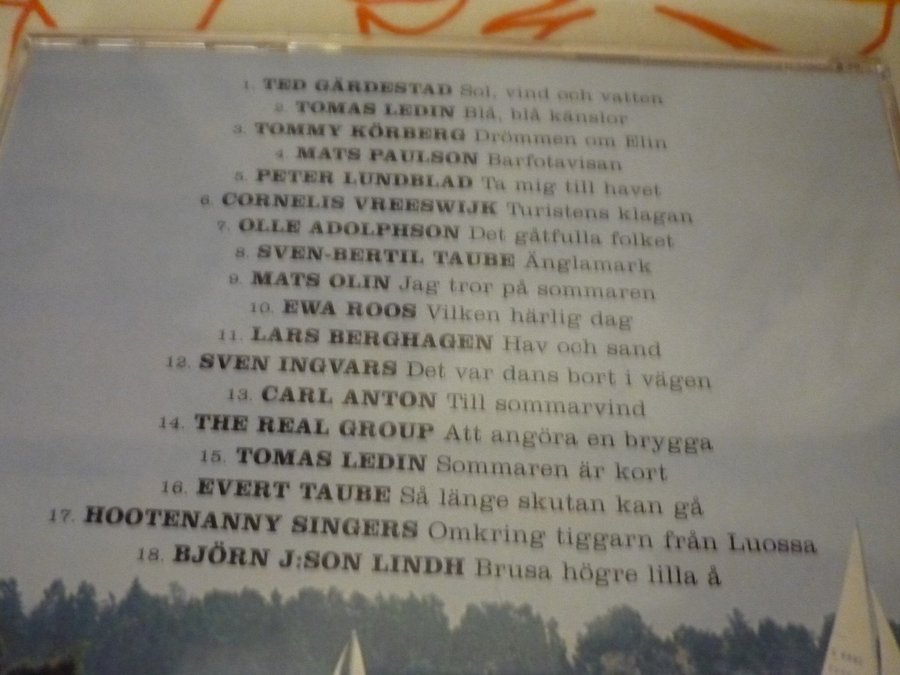 1. TED GÄRDESTAD Sol, vind och vatten
2. TOMAS LEDIN Blå, blå känslor
3. TOMMY KÖRBERG Drömmen om Elin
4. MATS PAULSON Barfotavisan
5. PETER LUNDBLAD Ta mig till havet
6. CORNELIS VREESWIJK Turistens klagan
7. OLLE ADOLPHSON Det gåtfulla folket
8. SVEN-BERTIL TAUBE Änglamark
9. MATS OLIN Jag tror på sommaren
10. EWA ROOS Vilken härlig dag
11. LARS BERGHAGEN Hav och sand
12. SVEN INGVARS Det var dans bort i vägen
13. CARL ANTON Till sommarvind
14. THE REAL GROUP Att angöra en brygga
15. TOMAS LEDIN Sommaren är kort
16. EVERT TAUBE Så länge skutan kan gå
17. HOOTENANNY SINGERS Omkring tiggarn från Luossa
18. BJÖRN J:SON LINDH Brusa högre lilla å